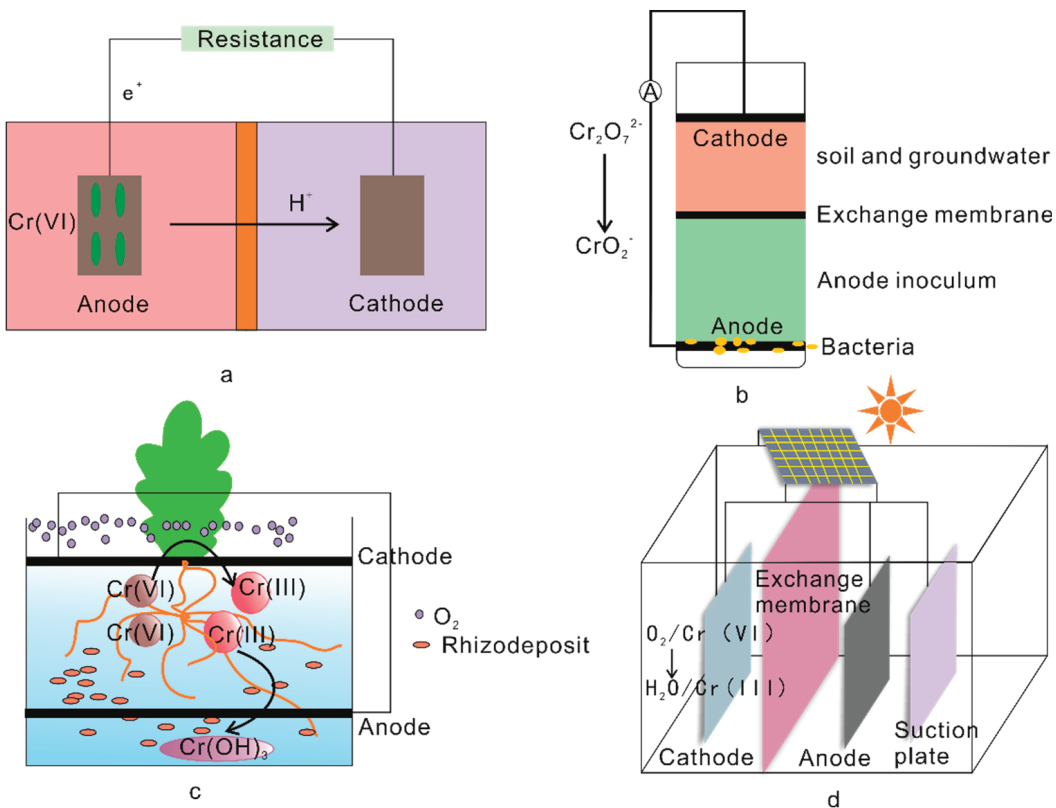 Resistance
e⁺
Cr(VI)
H⁺
Anode
Cathode
a
A
Cr₂O₇²⁻
CrO₂⁻
Cathode
soil and groundwater
Exchange membrane
Anode inoculum
Anode
Bacteria
b
Cathode
Cr(VI)
Cr(III)
Cr(VI)
Cr(III)
O₂
Rhizodeposit
Anode
Cr(OH)₃
c
Exchange
membrane
O₂/Cr (VI)
H₂O/Cr(III)
Cathode
Anode
Suction
plate
d